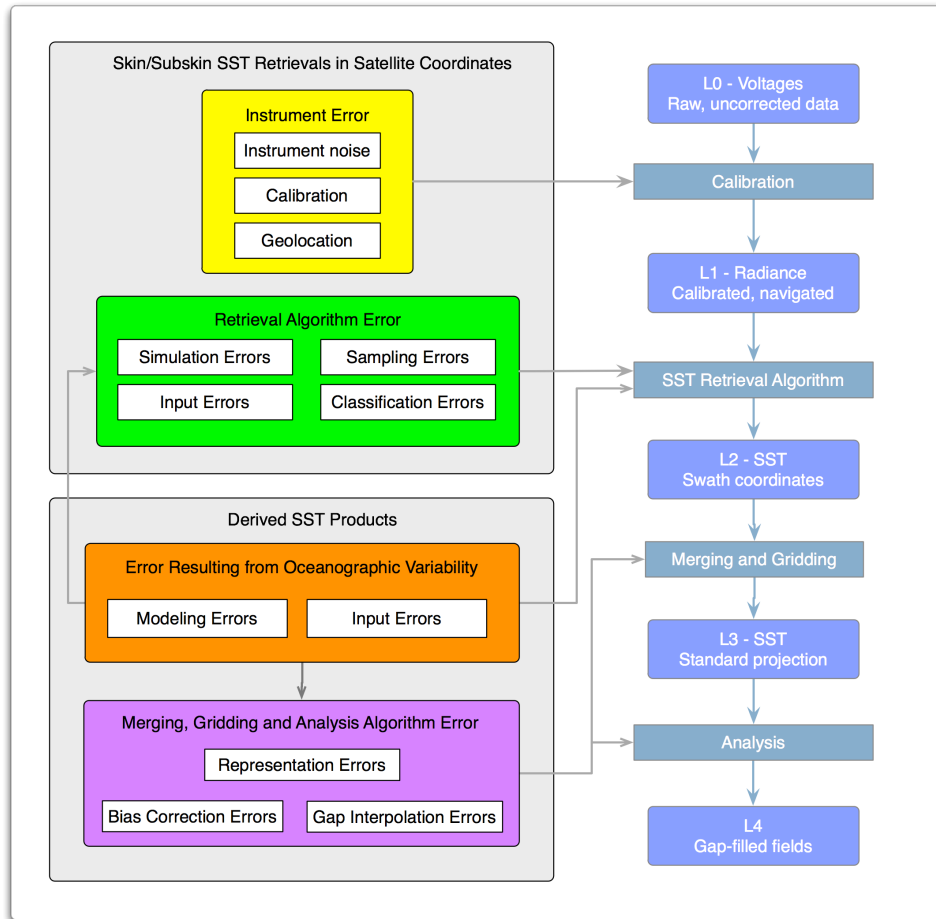 Skin/Subskin SST Retrievals in Satellite Coordinates
Instrument Error
Instrument noise
Calibration
Geolocation
Retrieval Algorithm Error
Simulation Errors
Sampling Errors
Input Errors
Classification Errors
Derived SST Products
Error Resulting from Oceanographic Variability
Modeling Errors
Input Errors
Merging, Gridding and Analysis Algorithm Error
Representation Errors
Bias Correction Errors
Gap Interpolation Errors
L0 - Voltages
Raw, uncorrected data
Calibration
L1 - Radiance
Calibrated, navigated
SST Retrieval Algorithm
L2 - SST
Swath coordinates
Merging and Gridding
L3 - SST
Standard projection
Analysis
L4
Gap-filled fields